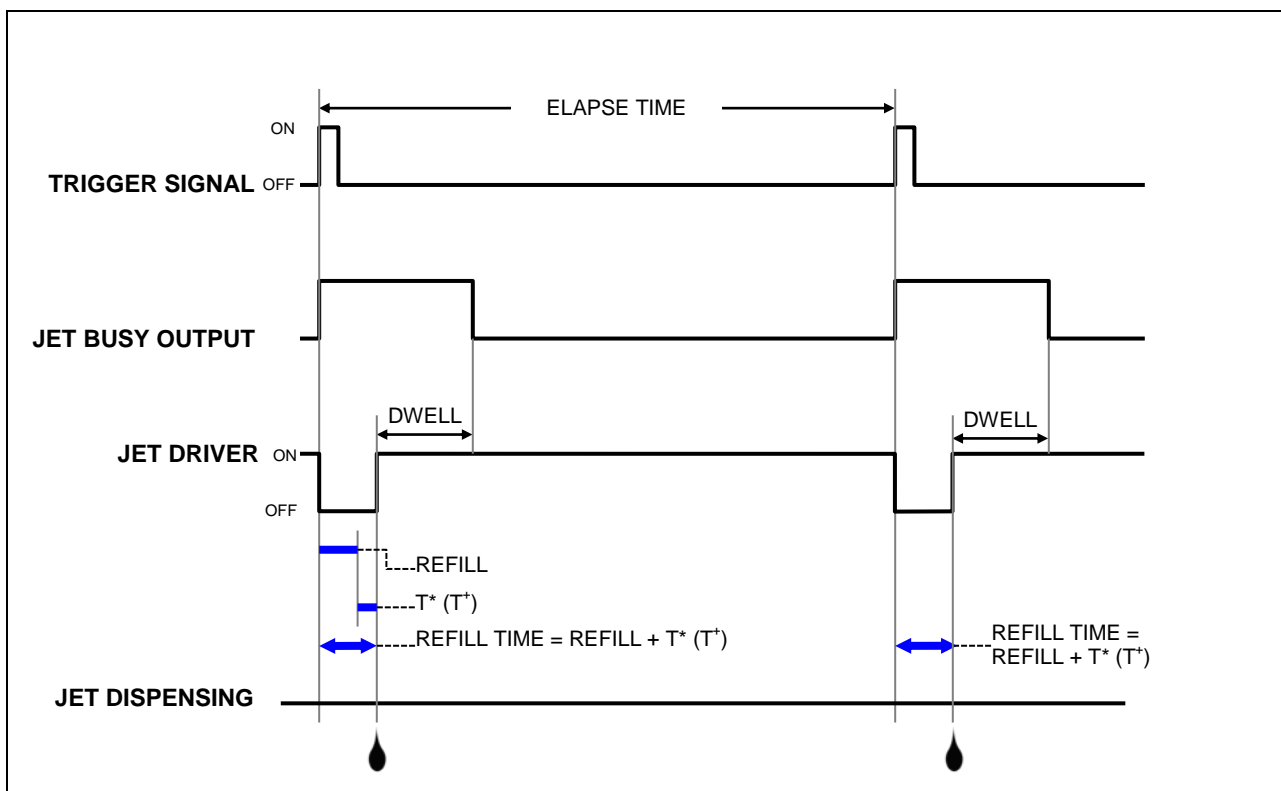 ELAPSE TIME
ON
TRIGGER SIGNAL OFF
JET BUSY OUTPUT
DWELL
DWELL
JET DRIVER ON
OFF
REFILL
T* (T⁺)
REFILL TIME = REFILL + T* (T⁺)
REFILL TIME =
REFILL + T* (T⁺)
JET DISPENSING